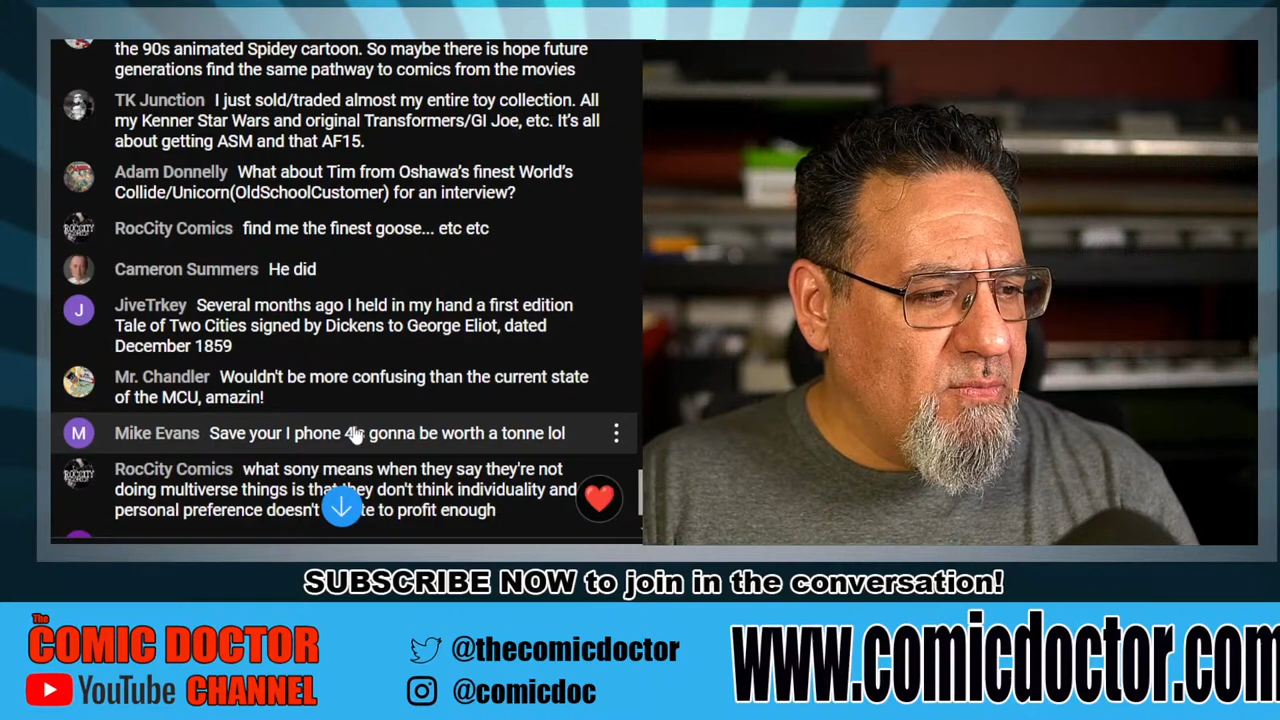 the 90s animated Spidey cartoon. So maybe there is hope future
generations find the same pathway to comics from the movies
TK Junction I just sold/traded almost my entire toy collection. All
my Kenner Star Wars and original Transformers/GI Joe, etc. It's all
about getting ASM and that AF15.
Adam Donnelly What about Tim from Oshawa's finest World's
Collide/Unicorn(OldSchoolCustomer) for an interview?
RocCity Comics find me the finest goose... etc etc
Cameron Summers He did
J JiveTrkey Several months ago I held in my hand a first edition
Tale of Two Cities signed by Dickens to George Eliot, dated
December 1859
Mr. Chandler Wouldn't be more confusing than the current state
of the MCU, amazin!
M Mike Evans Save your I phone gonna be worth a tonne lol
RocCity Comics what sony means when they say they're not
doing multiverse things is that they don't think individuality and
personal preference doesn't to profit enough
SUBSCRIBE NOW to join in the conversation!
The
COMIC DOCTOR
YouTube CHANNEL
@thecomicdoctor
@comicdoc
www.comicdoctor.com